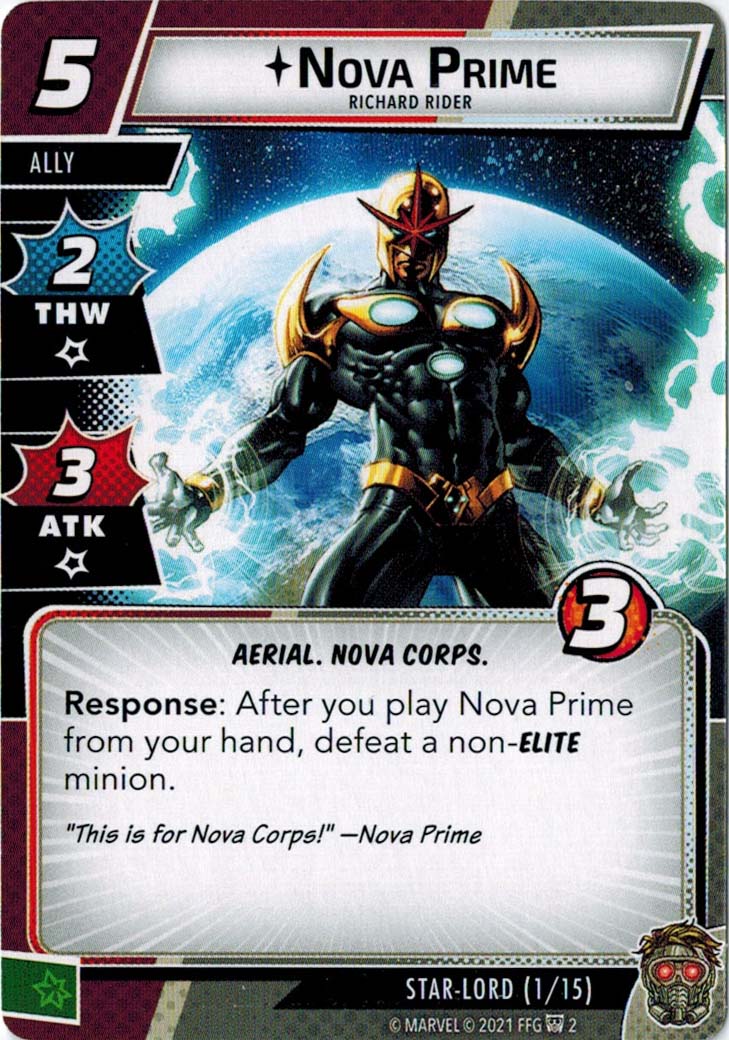 5
NOVA PRIME
RICHARD RIDER
ALLY
2
THW
3
ATK
3
AERIAL. NOVA CORPS.
Response: After you play Nova Prime
from your hand, defeat a non-ELITE
minion.
"This is for Nova Corps!" —Nova Prime
STAR-LORD (1/15)
© MARVEL © 2021 FFG 2